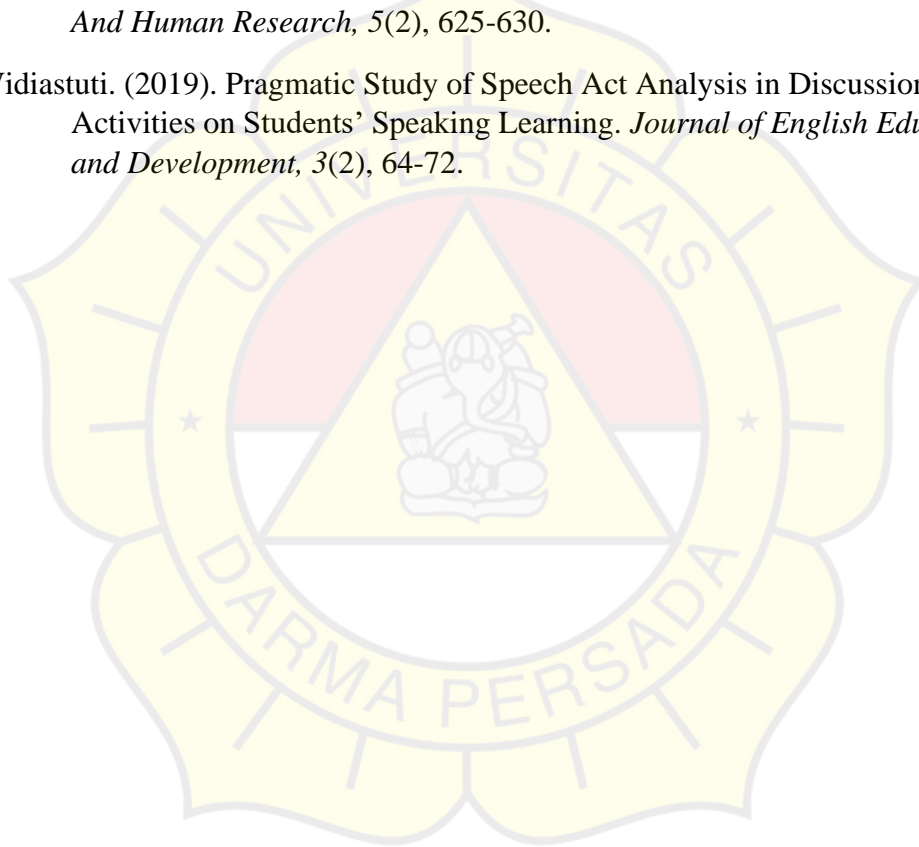 And Human Research, 5(2), 625-630.
Vidiastuti. (2019). Pragmatic Study of Speech Act Analysis in Discussion
Activities on Students' Speaking Learning. Journal of English Edu
and Development, 3(2), 64-72.
UNIVERSITAS
DARMA PERSADA